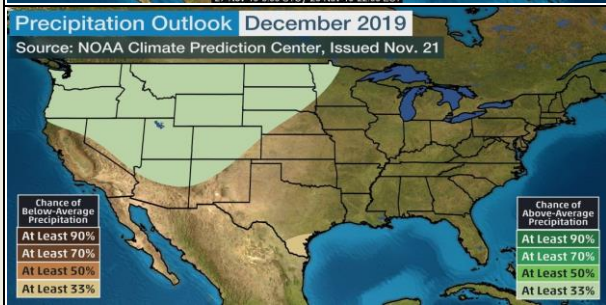 Precipitation Outlook December 2019
Source: NOAA Climate Prediction Center, Issued Nov. 21
Chance of
Below-Average
Precipitation
At Least 90%
At Least 70%
At Least 50%
At Least 33%
Chance of
Above-Average
Precipitation
At Least 90%
At Least 70%
At Least 50%
At Least 33%